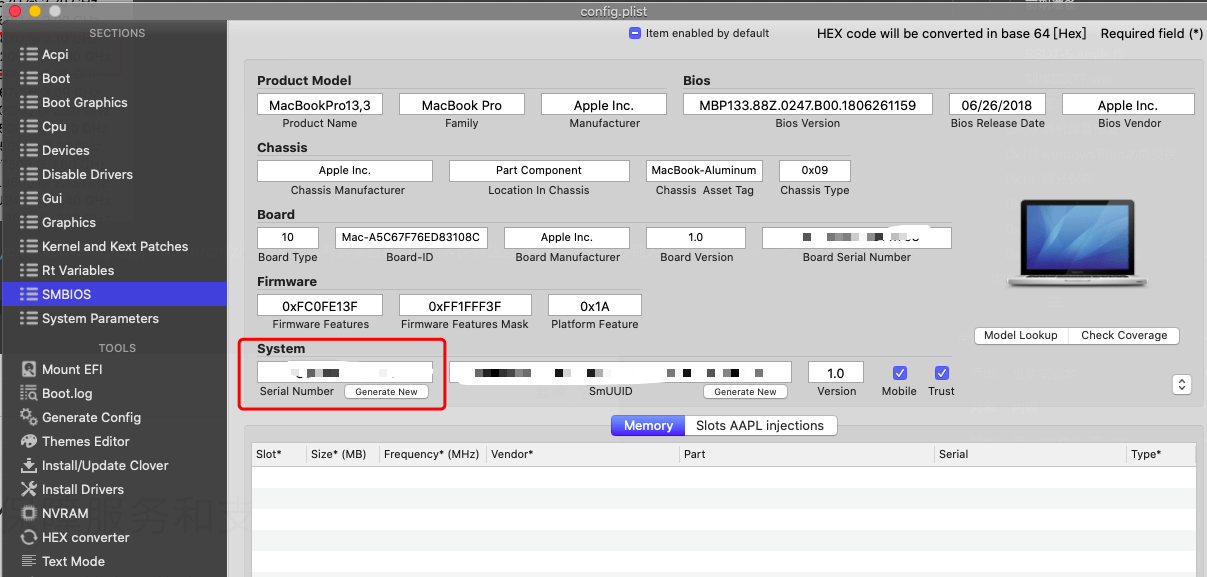 config.plist
SECTIONS
Acpi
Boot
Boot Graphics
Cpu
Devices
Disable Drivers
Gui
Graphics
Kernel and Kext Patches
Rt Variables
SMBIOS
System Parameters
TOOLS
Mount EFI
Boot.log
Generate Config
Themes Editor
Install/Update Clover
Install Drivers
NVRAM
HEX converter
Text Mode
Item enabled by default HEX code will be converted in base 64 [Hex] Required field (*)
Product Model Bios
MacBookPro13,3 MacBook Pro Apple Inc. MBP133.88Z.0247.B00.1806261159 06/26/2018 Apple Inc.
Product Name Family Manufacturer Bios Version Bios Release Date Bios Vendor
Chassis
Apple Inc. Part Component MacBook-Aluminum 0x09
Chassis Manufacturer Location In Chassis Chassis Asset Tag Chassis Type
Board
10 Mac-A5C67F76ED83108C Apple Inc. 1.0
Board Type Board-ID Board Manufacturer Board Version Board Serial Number
Firmware
0xFC0FE13F 0xFF1FFF3F 0x1A
Firmware Features Firmware Features Mask Platform Feature
Model Lookup Check Coverage
System
1.0
Serial Number Generate New SmUUID Generate New Version Mobile Trust
Memory Slots AAPL injections
Slot* Size* (MB) Frequency* (MHz) Vendor* Part Serial Type*